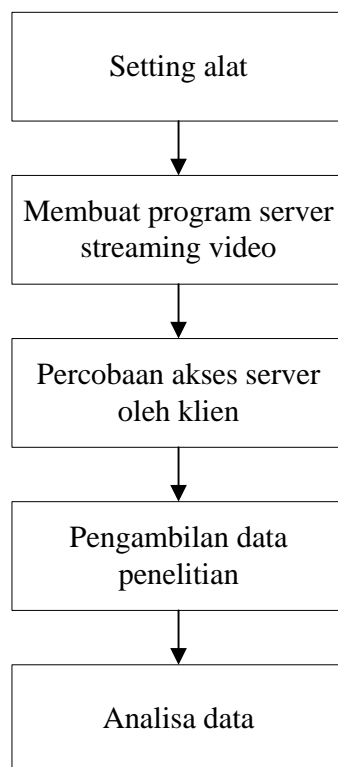 Setting alat
Membuat program server
streaming video
Percobaan akses server
oleh klien
Pengambilan data
penelitian
Analisa data